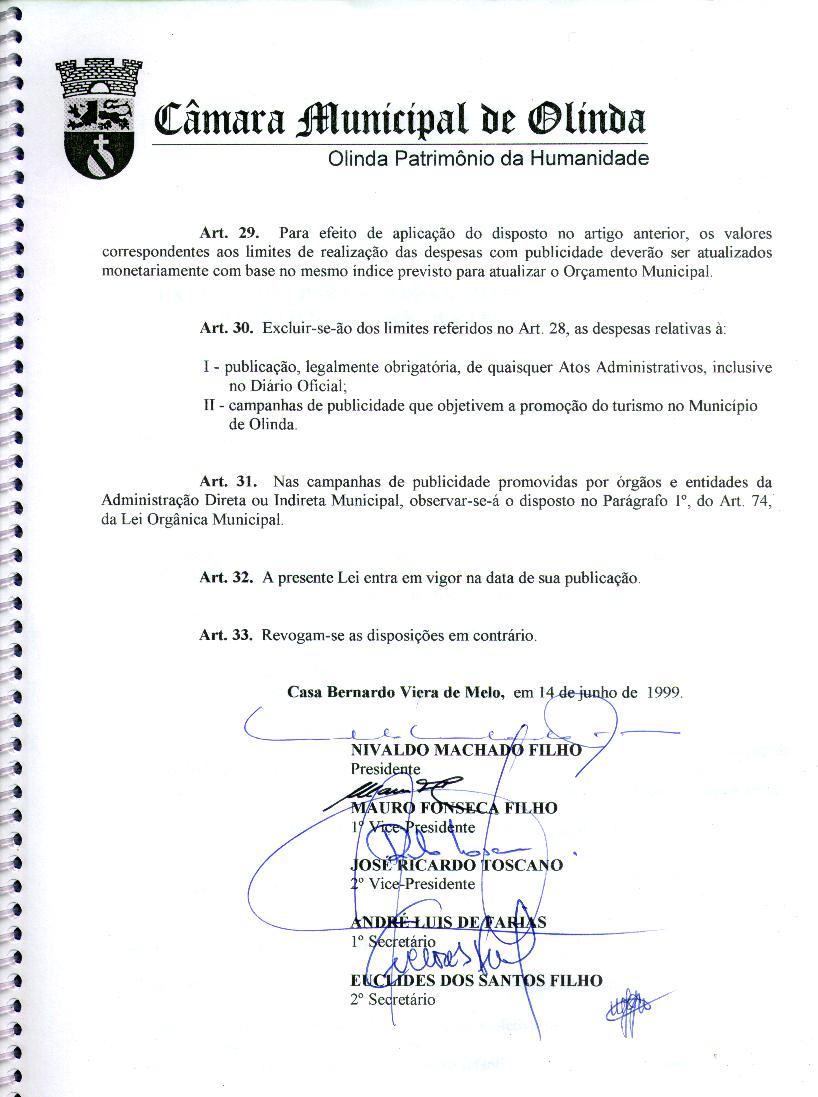 Câmara Municipal de Olinda
Olinda Patrimônio da Humanidade
Art. 29. Para efeito de aplicação do disposto no artigo anterior, os valores
correspondentes aos limites de realização das despesas com publicidade deverão ser atualizados
monetariamente com base no mesmo índice previsto para atualizar o Orçamento Municipal.
Art. 30. Excluir-se-ão dos limites referidos no Art. 28, as despesas relativas à:
I - publicação, legalmente obrigatória, de quaisquer Atos Administrativos, inclusive
no Diário Oficial;
II - campanhas de publicidade que objetivem a promoção do turismo no Município
de Olinda.
Art. 31. Nas campanhas de publicidade promovidas por órgãos e entidades da
Administração Direta ou Indireta Municipal, observar-se-á o disposto no Parágrafo 1º, do Art. 74,
da Lei Orgânica Municipal.
Art. 32. A presente Lei entra em vigor na data de sua publicação.
Art. 33. Revogam-se as disposições em contrário.
Casa Bernardo Viera de Melo, em 14 de junho de 1999.
NIVALDO MACHADO FILHO
Presidente
MAURO FONSECA FILHO
1º Vice-Presidente
JOSÉ RICARDO TOSCANO
2º Vice-Presidente
ANDRÉ LUIS DE FARIAS
1º Secretário
EUCLIDES DOS SANTOS FILHO
2º Secretário